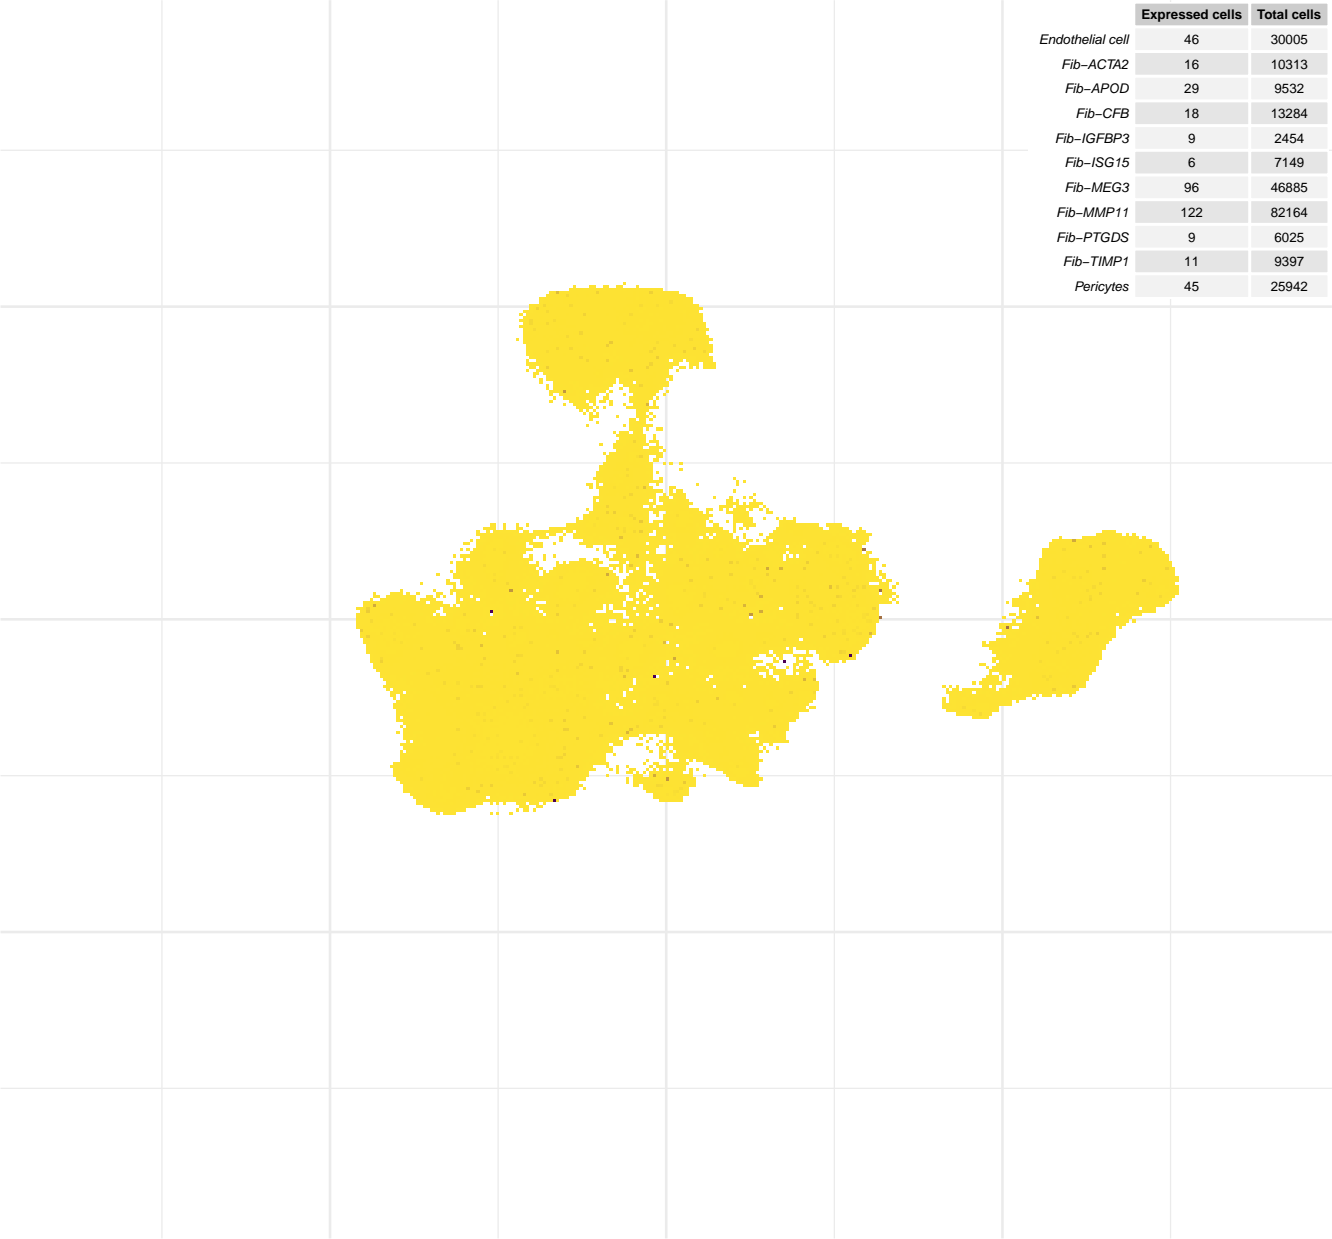 Expressed cells Total cells
Endothelial cell 46 30005
Fib−ACTA2 16 10313
Fib−APOD 29 9532
Fib−CFB 18 13284
Fib−IGFBP3 9 2454
Fib−ISG15 6 7149
Fib−MEG3 96 46885
Fib−MMP11 122 82164
Fib−PTGDS 9 6025
Fib−TIMP1 11 9397
Pericytes 45 25942